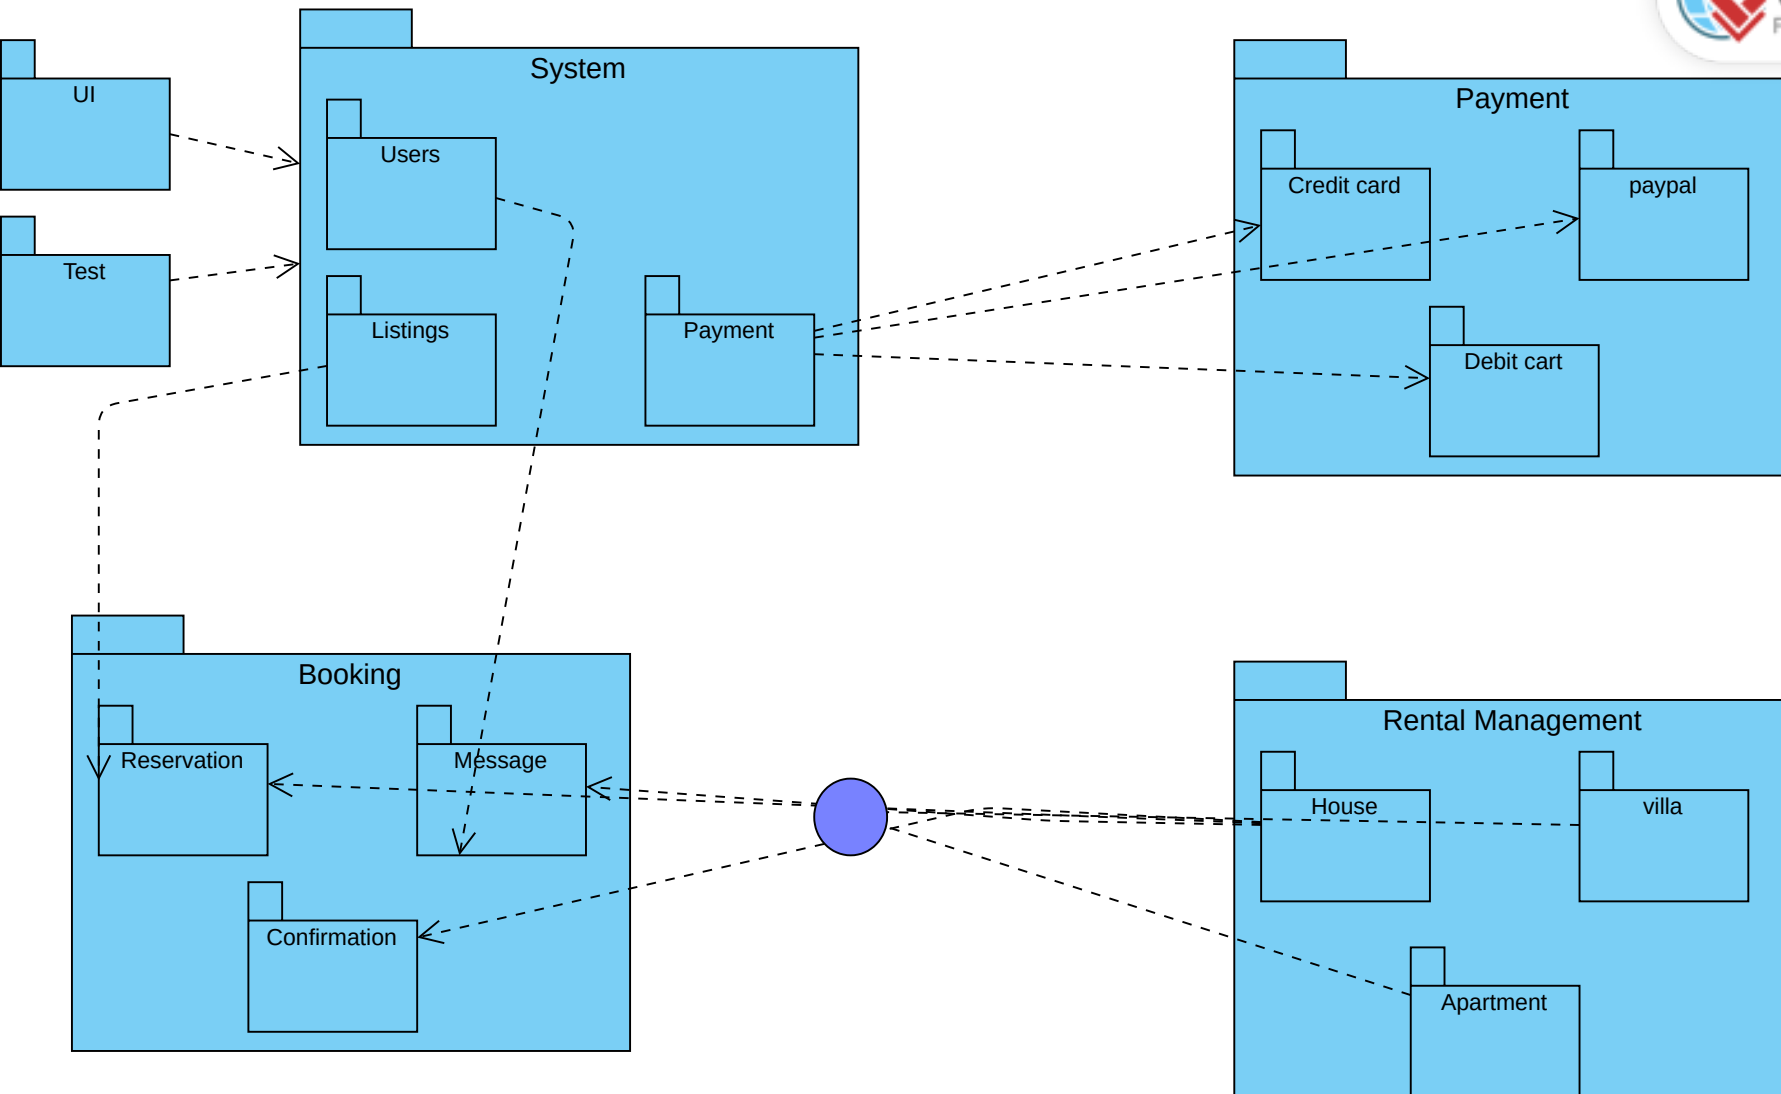 System
UI
Payment
Users
Credit card
paypal
Test
Listings
Payment
Debit cart
Booking
Rental Management
Reservation
Message
House
villa
Confirmation
Apartment